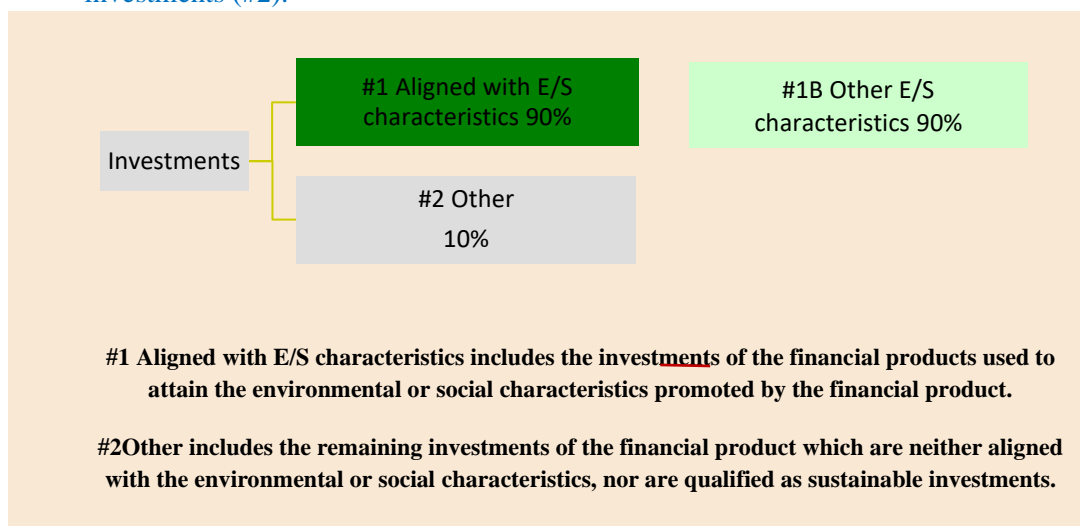 investments (#2).
#1 Aligned with E/S
characteristics 90%
#1B Other E/S
characteristics 90%
Investments
#2 Other
10%
#1 Aligned with E/S characteristics includes the investments of the financial products used to
attain the environmental or social characteristics promoted by the financial product.
#2Other includes the remaining investments of the financial product which are neither aligned
with the environmental or social characteristics, nor are qualified as sustainable investments.